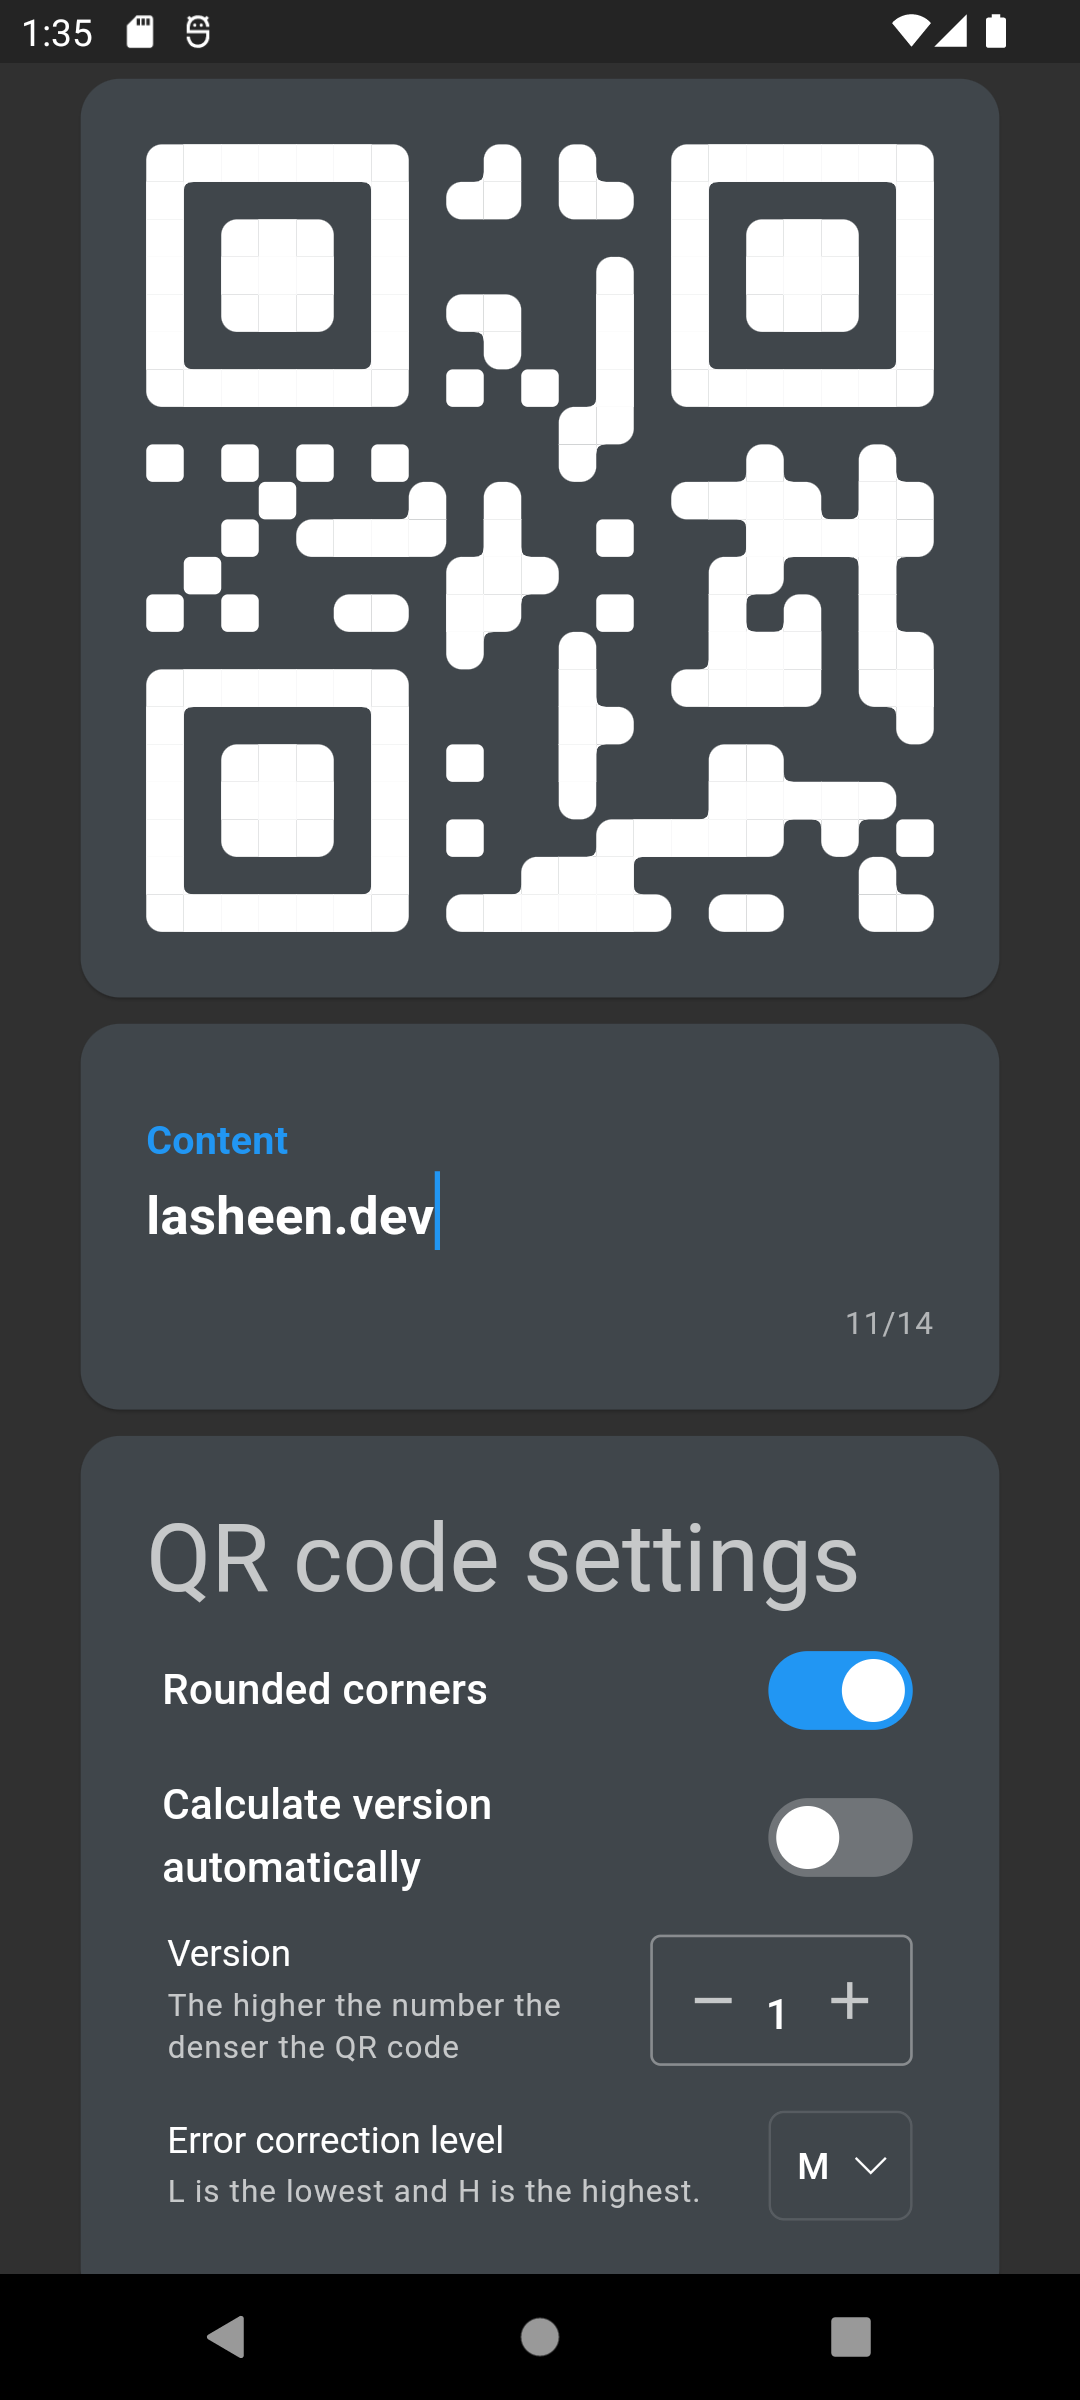 1:35
Content
lasheen.dev
11/14
QR code settings
Rounded corners
Calculate version
automatically
Version
The higher the number the
denser the QR code
1
Error correction level
L is the lowest and H is the highest.
M